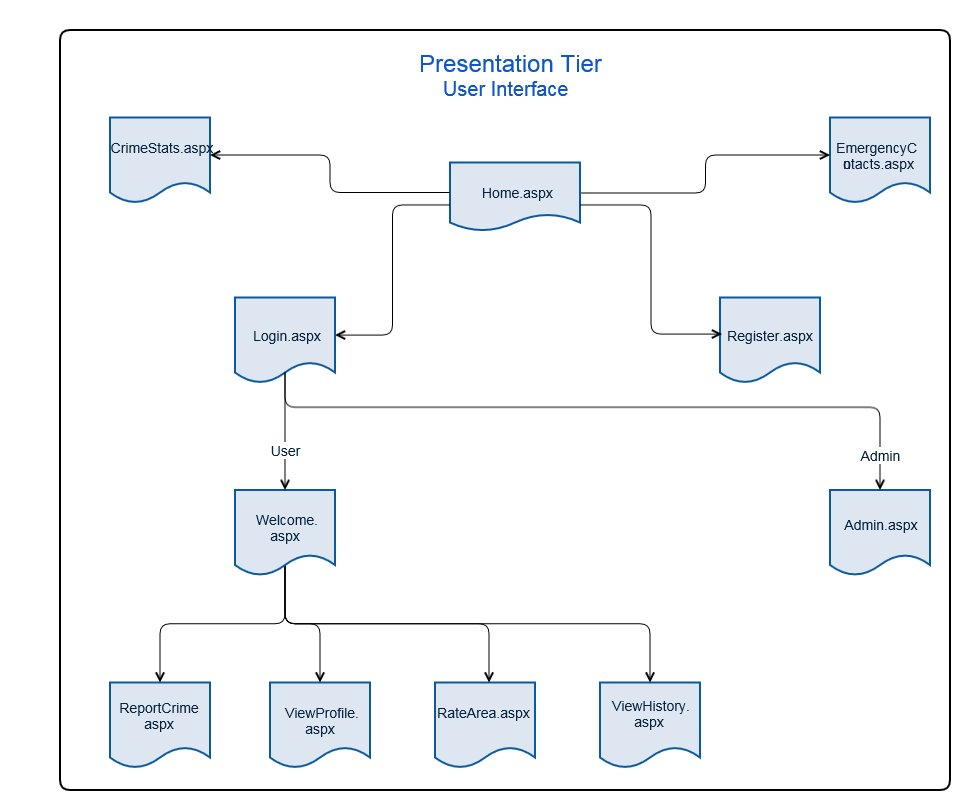 Presentation Tier
User Interface
CrimeStats.aspx
EmergencyC
ntacts.aspx
Home.aspx
Login.aspx
Register.aspx
User
Admin
Welcome.
aspx
Admin.aspx
ReportCrime
aspx
ViewProfile.
aspx
RateArea.aspx
ViewHistory.
aspx